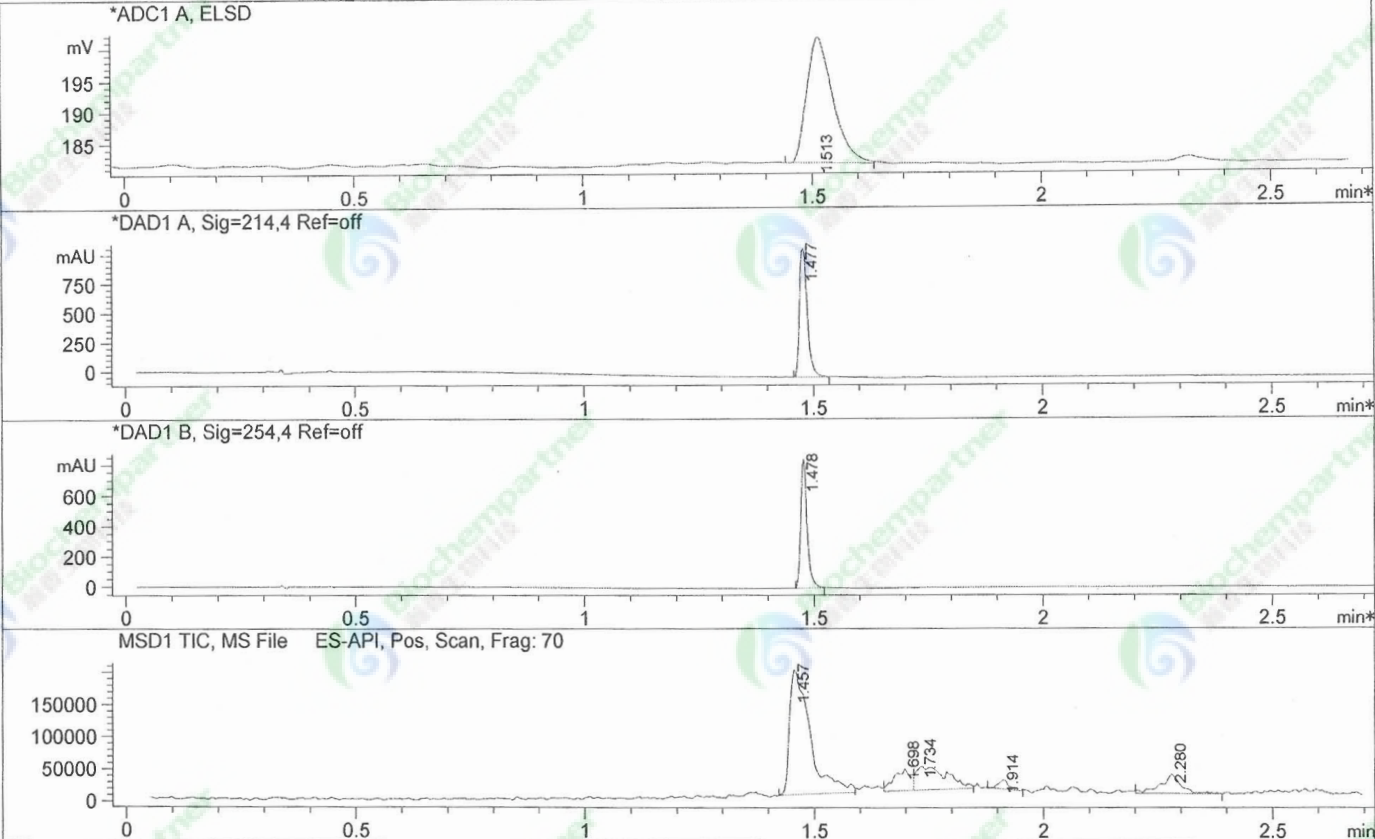 *ADC1 A, ELSD
mV
195
190
185
1.513
0 0.5 1 1.5 2 2.5 min*
*DAD1 A, Sig=214,4 Ref=off
mAU
750
500
250
0
1.477
0 0.5 1 1.5 2 2.5 min*
*DAD1 B, Sig=254,4 Ref=off
mAU
600
400
200
0
1.478
0 0.5 1 1.5 2 2.5 min*
MSD1 TIC, MS File ES-API, Pos, Scan, Frag: 70
150000
100000
50000
0
1.457
1.698
1.734
1.914
2.280
0 0.5 1 1.5 2 2.5 min
Biochempartner
Biochempartner
Biochempartner
Biochempartner
Biochempartner
Biochempartner